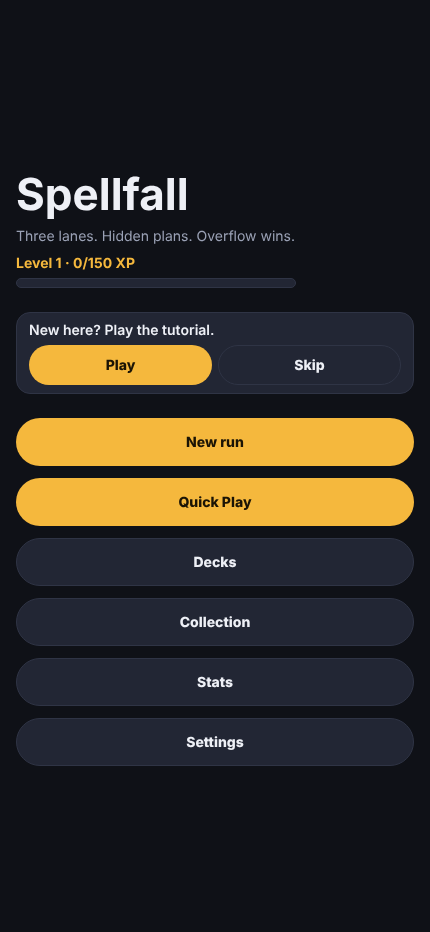 Spellfall
Three lanes. Hidden plans. Overflow wins.
Level 1 · 0/150 XP
New here? Play the tutorial.
Play
Skip
New run
Quick Play
Decks
Collection
Stats
Settings